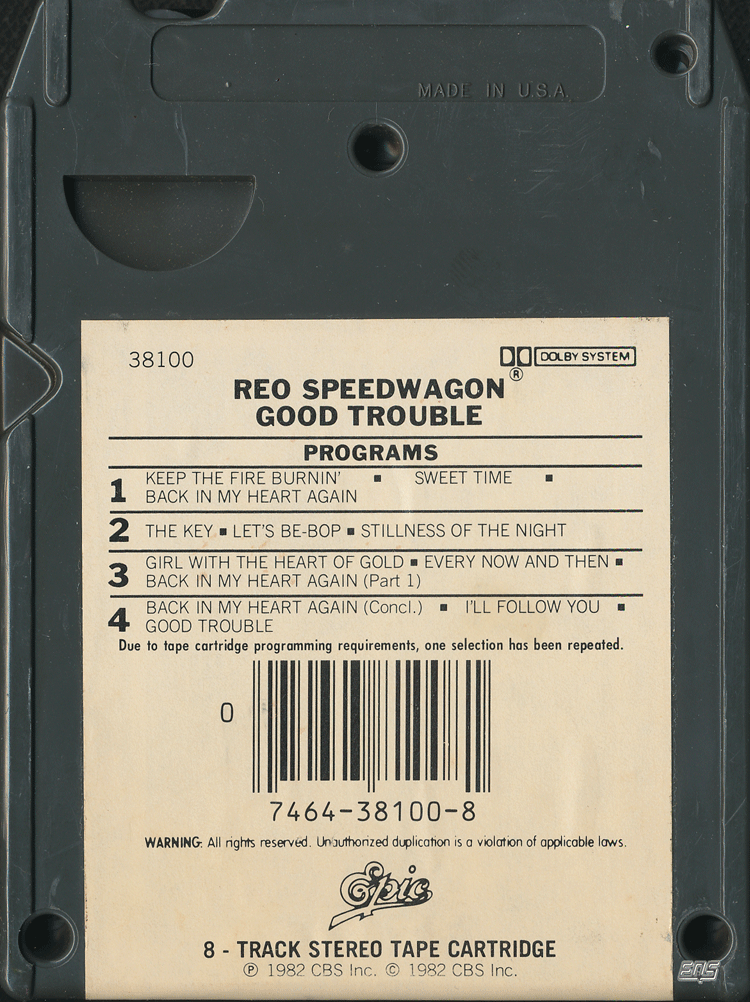 MADE IN U.S.A.
38100
DOLBY SYSTEM
®
REO SPEEDWAGON
GOOD TROUBLE
PROGRAMS
1 KEEP THE FIRE BURNIN' ▪ SWEET TIME ▪
BACK IN MY HEART AGAIN
2 THE KEY ▪ LET'S BE-BOP ▪ STILLNESS OF THE NIGHT
3 GIRL WITH THE HEART OF GOLD ▪ EVERY NOW AND THEN ▪
BACK IN MY HEART AGAIN (Part 1)
4 BACK IN MY HEART AGAIN (Concl.) ▪ I'LL FOLLOW YOU ▪
GOOD TROUBLE
Due to tape cartridge programming requirements, one selection has been repeated.
0
7464-38100-8
WARNING: All rights reserved. Unauthorized duplication is a violation of applicable laws.
Epic
8 - TRACK STEREO TAPE CARTRIDGE
℗ 1982 CBS Inc. © 1982 CBS Inc.